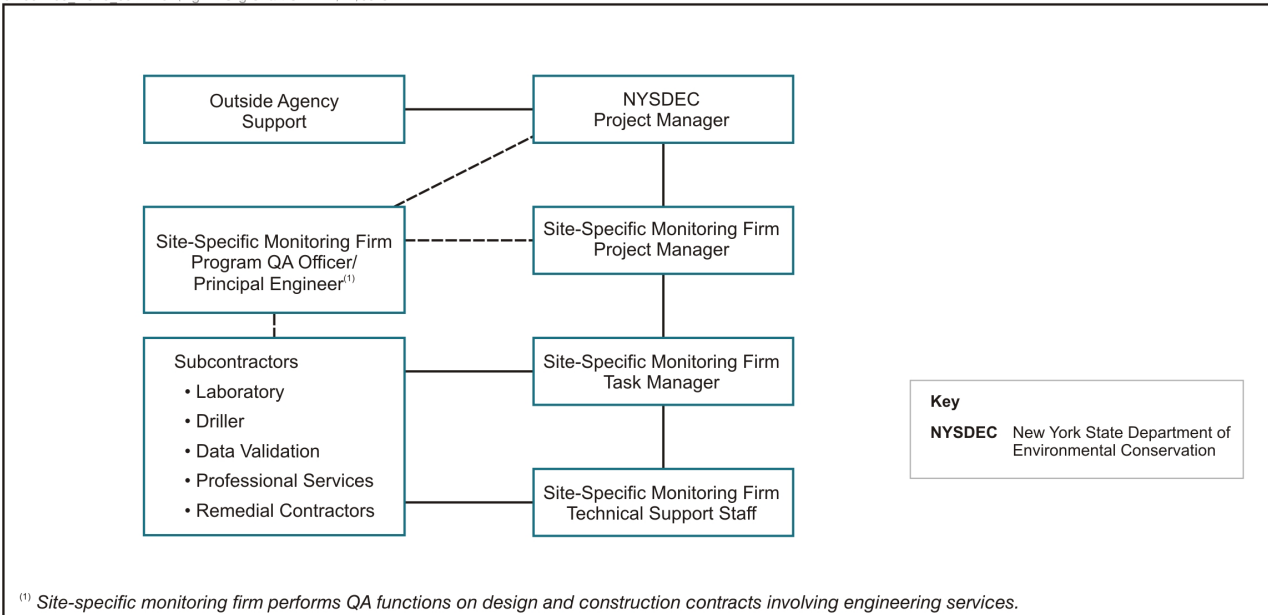 Outside Agency
Support
NYSDEC
Project Manager
Site-Specific Monitoring Firm
Program QA Officer/
Principal Engineer(1)
Site-Specific Monitoring Firm
Project Manager
Subcontractors
• Laboratory
• Driller
• Data Validation
• Professional Services
• Remedial Contractors
Site-Specific Monitoring Firm
Task Manager
Site-Specific Monitoring Firm
Technical Support Staff
Key
NYSDEC New York State Department of
Environmental Conservation
(1) Site-specific monitoring firm performs QA functions on design and construction contracts involving engineering services.